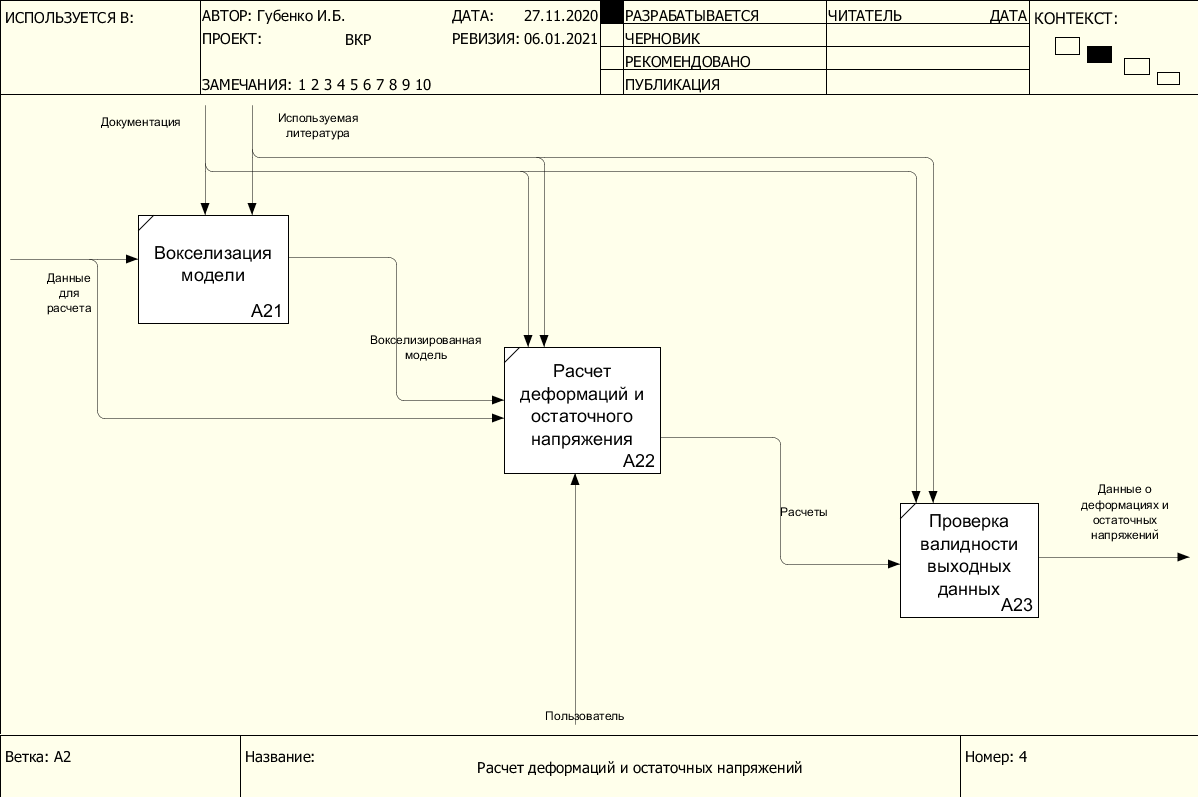 ИСПОЛЬЗУЕТСЯ В:
АВТОР: Губенко И.Б.
ДАТА: 27.11.2020
ПРОЕКТ: ВКР
РЕВИЗИЯ: 06.01.2021
ЗАМЕЧАНИЯ: 1 2 3 4 5 6 7 8 9 10
РАЗРАБАТЫВАЕТСЯ
ЧЕРНОВИК
РЕКОМЕНДОВАНО
ПУБЛИКАЦИЯ
ЧИТАТЕЛЬ
ДАТА
КОНТЕКСТ:
Документация
Используемая
литература
Вокселизация
модели
A21
Данные
для
расчета
Вокселизированная
модель
Расчет
деформаций и
остаточного
напряжения
A22
Расчеты
Проверка
валидности
выходных
данных
A23
Данные о
деформациях и
остаточных
напряжений
Пользователь
Ветка: A2
Название:
Расчет деформаций и остаточных напряжений
Номер: 4